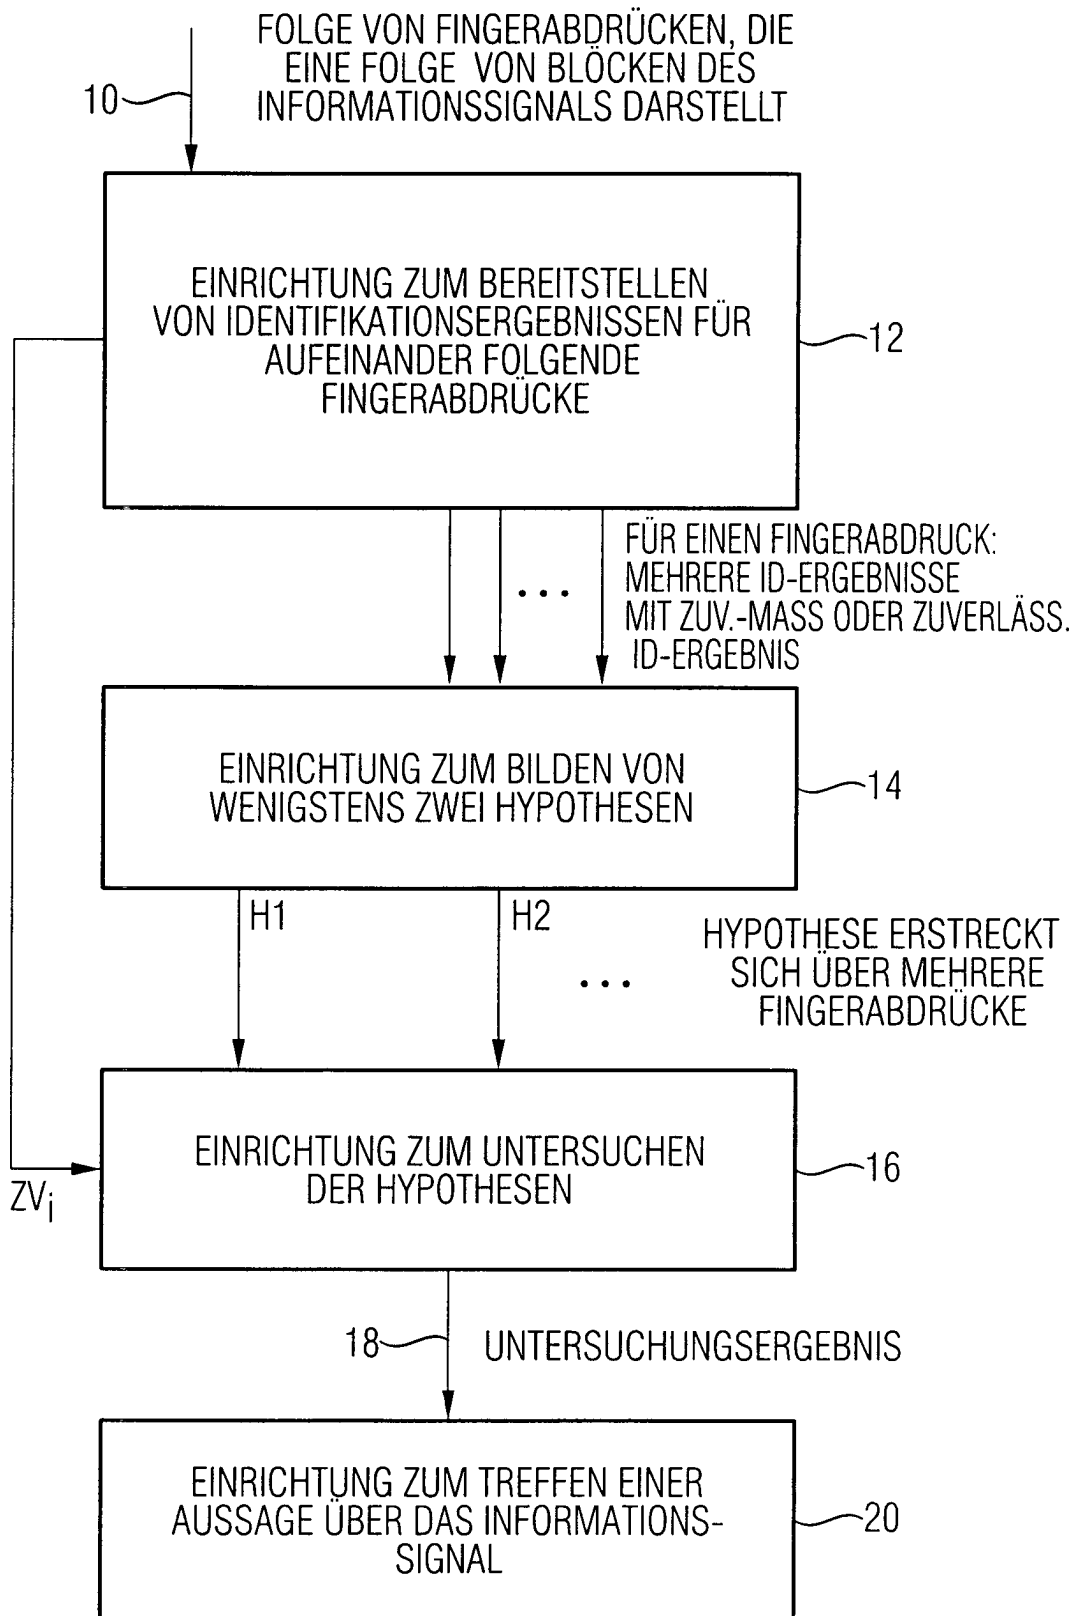 FOLGE VON FINGERABDRÜCKEN, DIE
EINE FOLGE VON BLÖCKEN DES
INFORMATIONSSIGNALS DARSTELLT
10
EINRICHTUNG ZUM BEREITSTELLEN
VON IDENTIFIKATIONSERGEBNISSEN FÜR
AUFEINANDER FOLGENDE
FINGERABDRÜCKE
12
FÜR EINEN FINGERABDRUCK:
MEHRERE ID-ERGEBNISSE
MIT ZUV.-MASS ODER ZUVERLÄSS.
ID-ERGEBNIS
...
EINRICHTUNG ZUM BILDEN VON
WENIGSTENS ZWEI HYPOTHESEN
14
H1
H2
...
HYPOTHESE ERSTRECKT
SICH ÜBER MEHRERE
FINGERABDRÜCKE
EINRICHTUNG ZUM UNTERSUCHEN
DER HYPOTHESEN
16
ZVi
18
UNTERSUCHUNGSERGEBNIS
EINRICHTUNG ZUM TREFFEN EINER
AUSSAGE ÜBER DAS INFORMATIONS-
SIGNAL
20